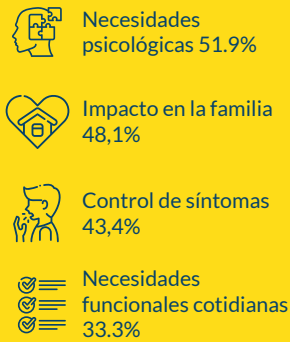 Necesidades
psicológicas 51.9%
Impacto en la familia
48,1%
Control de síntomas
43,4%
Necesidades
funcionales cotidianas
33.3%